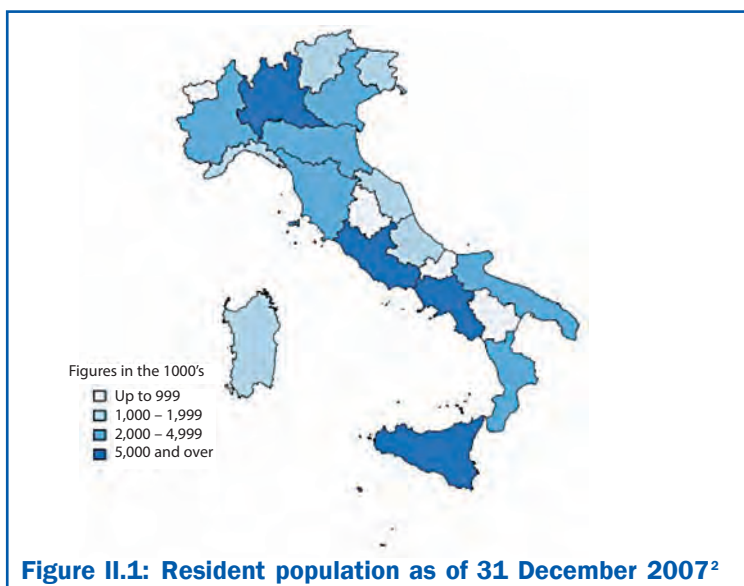 Figures in the 1000's
Up to 999
1,000 – 1,999
2,000 – 4,999
5,000 and over
Figure II.1: Resident population as of 31 December 2007²